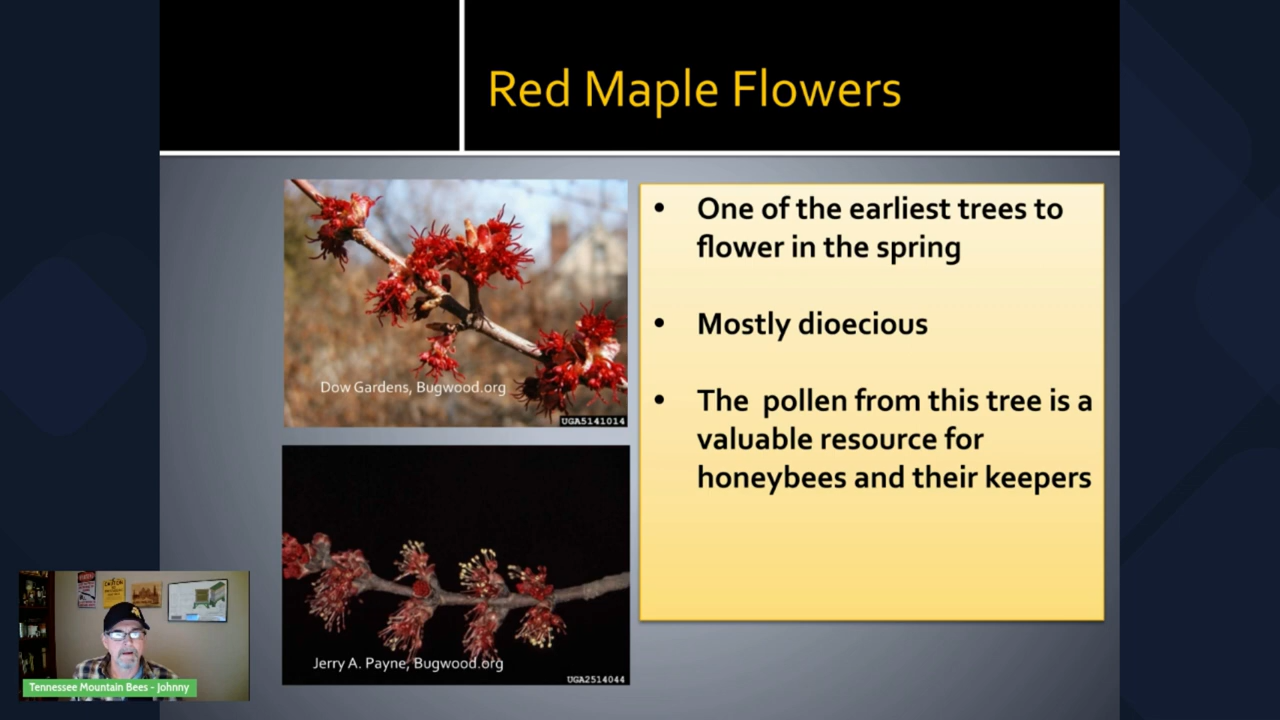 Red Maple Flowers
Dow Gardens, Bugwood.org
UGA5141014
Jerry A. Payne, Bugwood.org
UGA2514044
• One of the earliest trees to
flower in the spring
• Mostly dioecious
• The pollen from this tree is a
valuable resource for
honeybees and their keepers
Tennessee Mountain Bees - Johnny